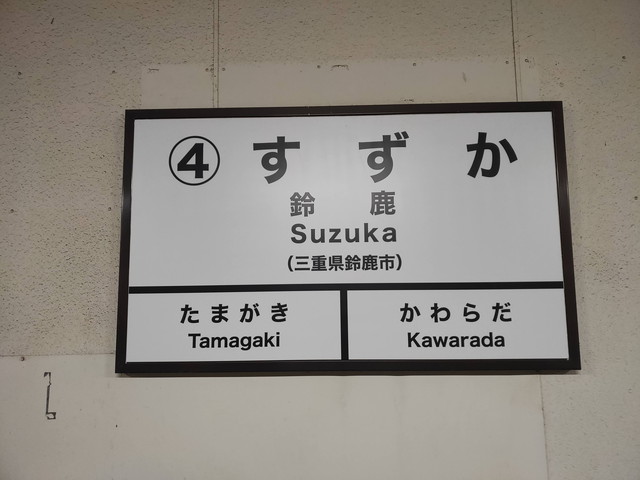 ④ すずか
鈴鹿
Suzuka
(三重県鈴鹿市)
たまがき
Tamagaki
かわらだ
Kawarada